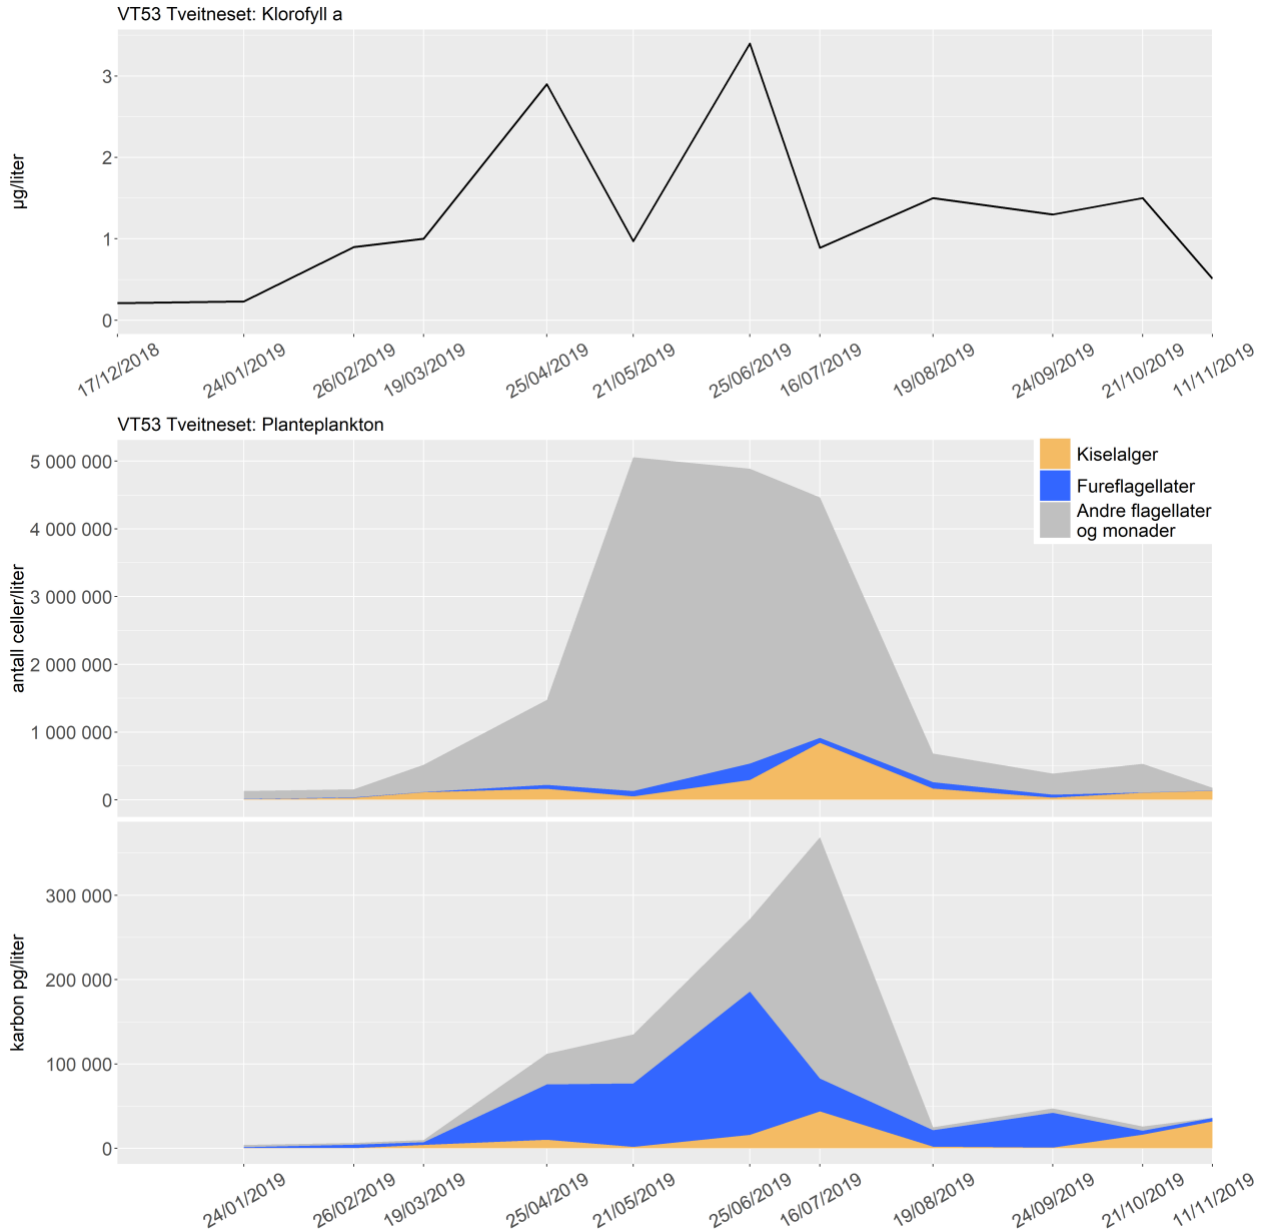 VT53 Tveitneset: Klorofyll a
µg/liter
3
2
1
0
17/12/2018
24/01/2019
26/02/2019
19/03/2019
25/04/2019
21/05/2019
25/06/2019
16/07/2019
19/08/2019
24/09/2019
21/10/2019
11/11/2019
VT53 Tveitneset: Planteplankton
antall celler/liter
5 000 000
4 000 000
3 000 000
2 000 000
1 000 000
0
Kiselalger
Fureflagellater
Andre flagellater
og monader
karbon pg/liter
300 000
200 000
100 000
0
24/01/2019
26/02/2019
19/03/2019
25/04/2019
21/05/2019
25/06/2019
16/07/2019
19/08/2019
24/09/2019
21/10/2019
11/11/2019